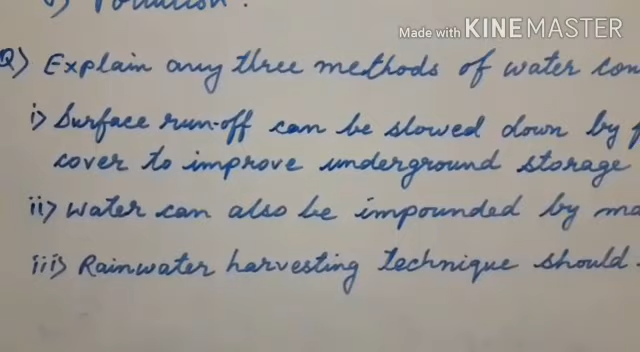 Made with KINEMASTER
Q) Explain any three methods of water con
i) Surface run-off can be slowed down by
cover to improve underground storage
ii) Water can also be impounded by ma
iii) Rainwater harvesting technique should